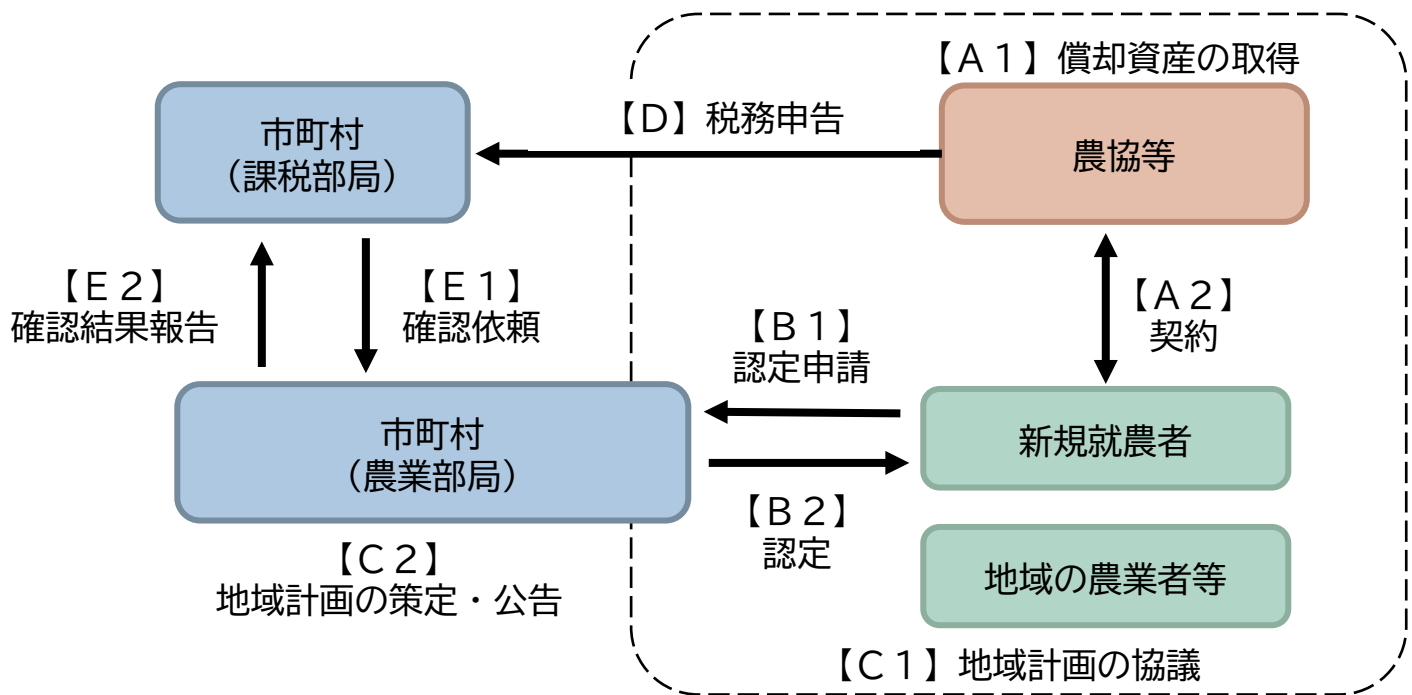 【Ａ１】償却資産の取得
市町村
（課税部局）
【Ｄ】税務申告
農協等
【Ｅ２】
確認結果報告
【Ｅ１】
確認依頼
【Ａ２】
契約
【Ｂ１】
認定申請
市町村
（農業部局）
新規就農者
【Ｂ２】
認定
【Ｃ２】
地域計画の策定・公告
地域の農業者等
【Ｃ１】地域計画の協議